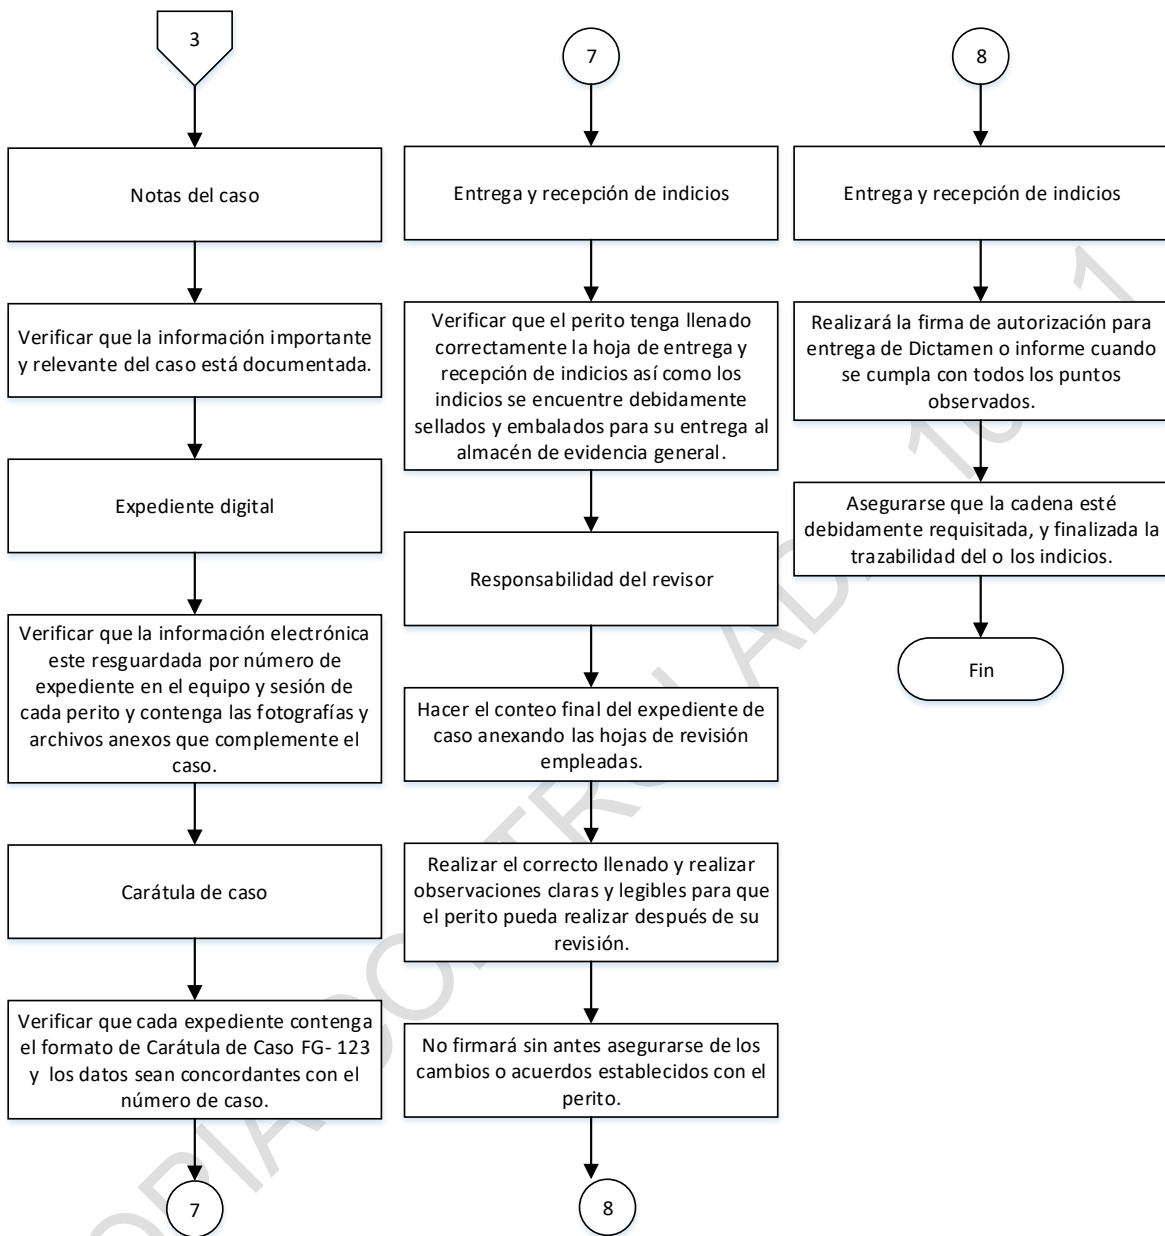 3
Notas del caso
Verificar que la información importante
y relevante del caso está documentada.
Expediente digital
Verificar que la información electrónica
este resguardada por número de
expediente en el equipo y sesión de
cada perito y contenga las fotografías y
archivos anexos que complemente el
caso.
Carátula de caso
Verificar que cada expediente contenga
el formato de Carátula de Caso FG- 123
y los datos sean concordantes con el
número de caso.
7
7
Entrega y recepción de indicios
Verificar que el perito tenga llenado
correctamente la hoja de entrega y
recepción de indicios así como los
indicios se encuentre debidamente
sellados y embalados para su entrega al
almacén de evidencia general.
Responsabilidad del revisor
Hacer el conteo final del expediente de
caso anexando las hojas de revisión
empleadas.
Realizar el correcto llenado y realizar
observaciones claras y legibles para que
el perito pueda realizar después de su
revisión.
No firmará sin antes asegurarse de los
cambios o acuerdos establecidos con el
perito.
8
8
Entrega y recepción de indicios
Realizará la firma de autorización para
entrega de Dictamen o informe cuando
se cumpla con todos los puntos
observados.
Asegurarse que la cadena esté
debidamente requisitada, y finalizada la
trazabilidad del o los indicios.
Fin